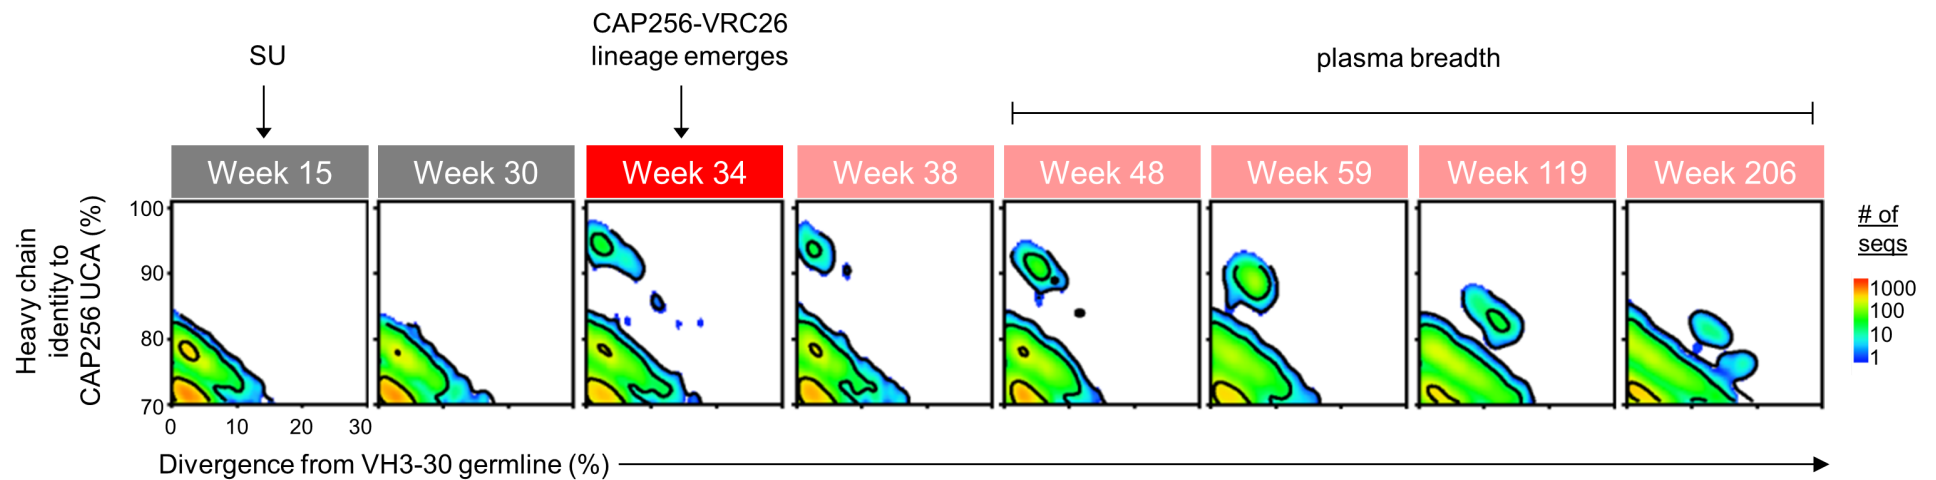 CAP256-VRC26
lineage emerges
SU
plasma breadth
Week 15
Week 30
Week 34
Week 38
Week 48
Week 59
Week 119
Week 206
Heavy chain
identity to
CAP256 UCA (%)
100
90
80
70
0 10 20 30
# of
seqs
1000
100
10
1
Divergence from VH3-30 germline (%)